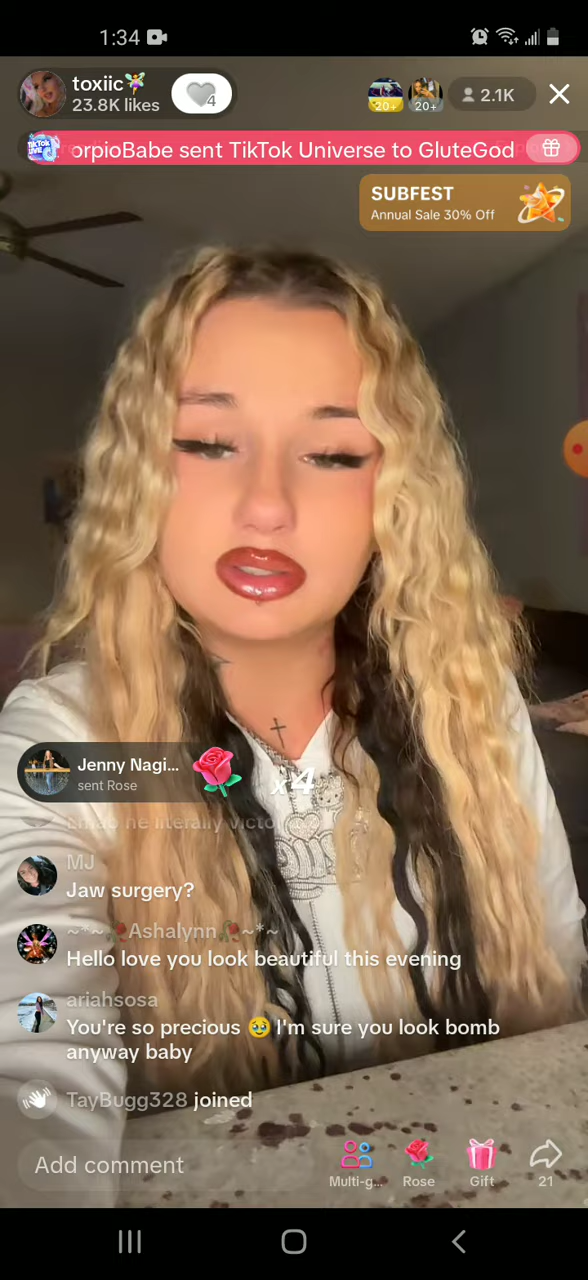 1:34
toxiic🧚
23.8K likes
4
20+
20+
2.1K
orpioBabe sent TikTok Universe to GluteGod
SUBFEST
Annual Sale 30% Off
Jenny Nagi...
sent Rose
x4
he literally
MJ
Jaw surgery?
~*~🥀Ashalynn🥀~*~
Hello love you look beautiful this evening
ariahsosa
You're so precious 🥹 I'm sure you look bomb
anyway baby
TayBugg328 joined
Add comment
Multi-g...
Rose
Gift
21